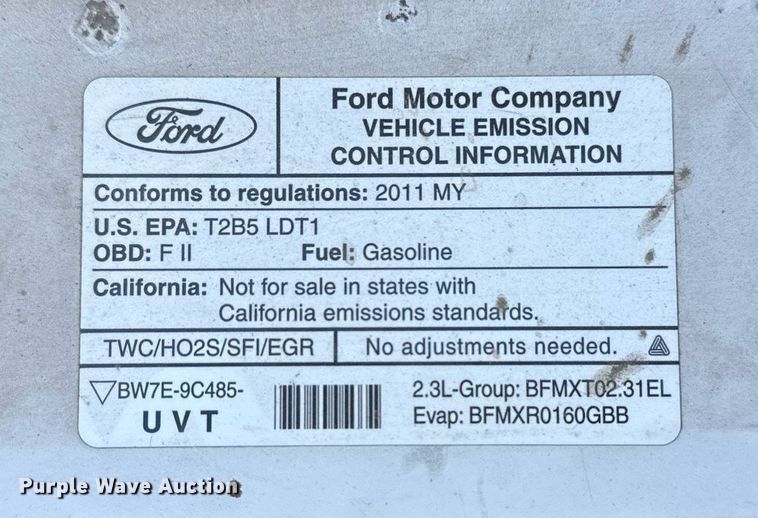 Ford
Ford Motor Company
VEHICLE EMISSION
CONTROL INFORMATION
Conforms to regulations: 2011 MY
U.S. EPA: T2B5 LDT1
OBD: F II Fuel: Gasoline
California: Not for sale in states with
California emissions standards.
TWC/HO2S/SFI/EGR No adjustments needed.
BW7E-9C485- 2.3L-Group: BFMXT02.31EL
UVT Evap: BFMXR0160GBB
Purple Wave Auction